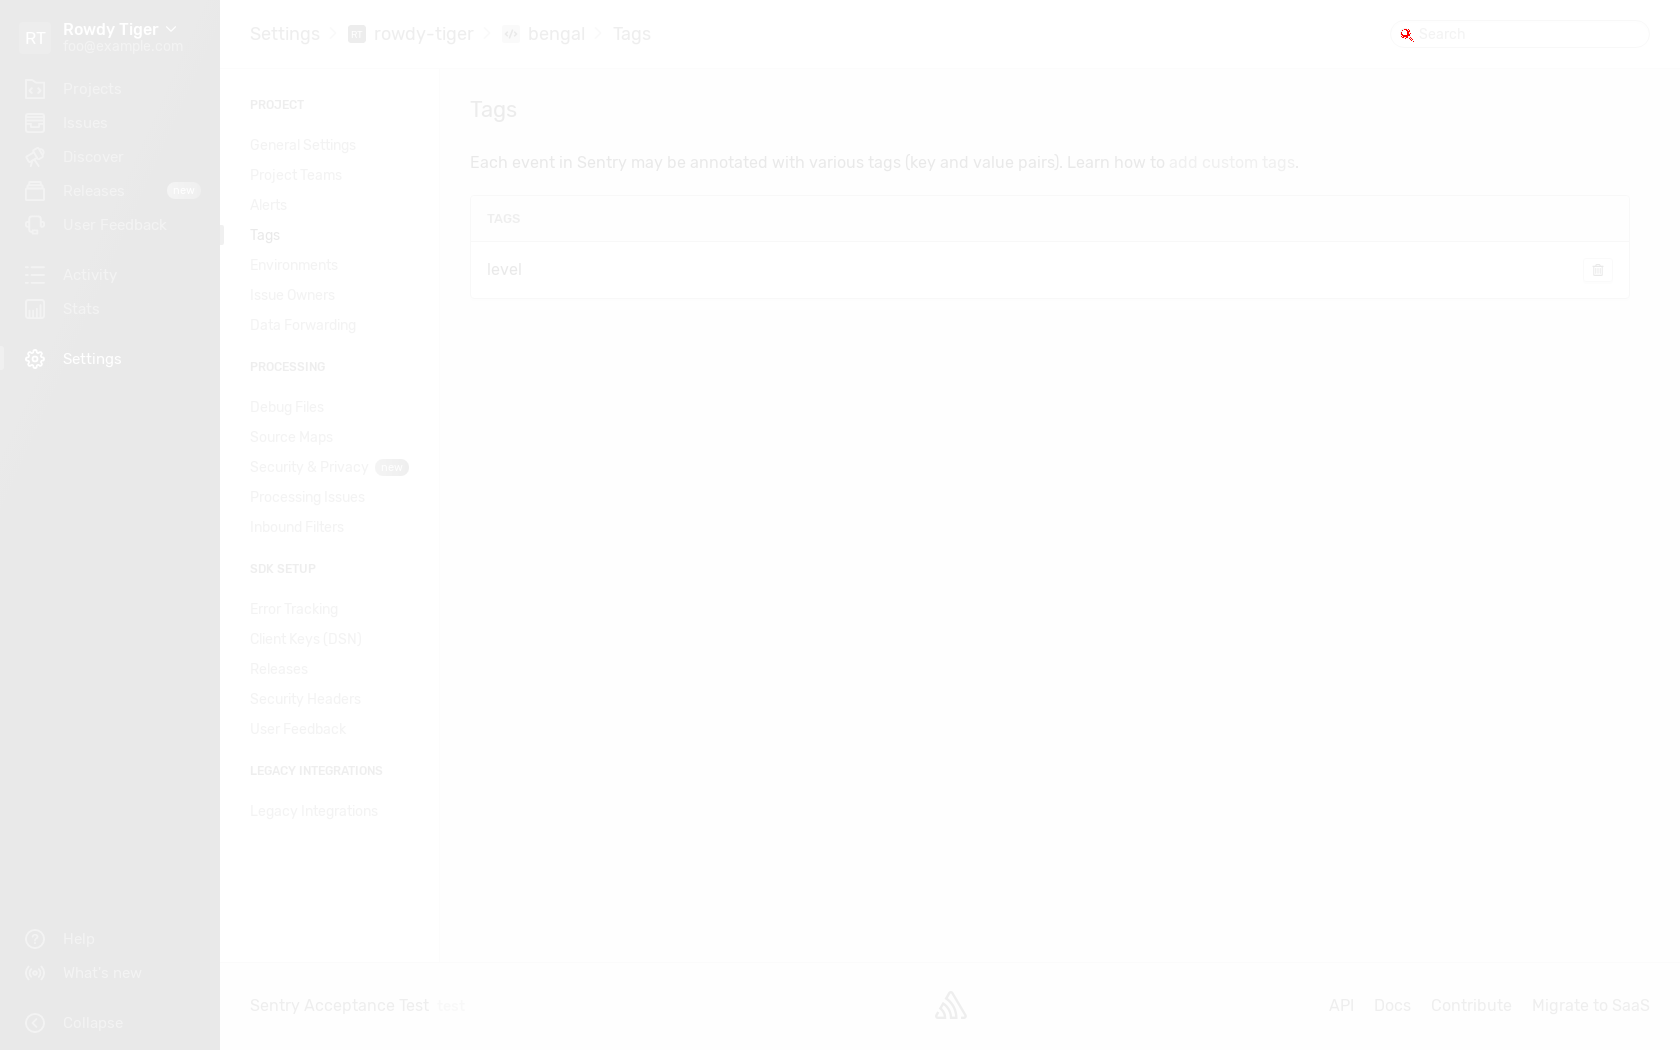 RT
Rowdy Tiger
foo@example.com
Projects
Issues
Discover
Releases new
User Feedback
Activity
Stats
Settings
Help
What's new
Collapse
Settings RT rowdy-tiger </> bengal Tags
Search
PROJECT
General Settings
Project Teams
Alerts
Tags
Environments
Issue Owners
Data Forwarding
PROCESSING
Debug Files
Source Maps
Security & Privacy new
Processing Issues
Inbound Filters
SDK SETUP
Error Tracking
Client Keys (DSN)
Releases
Security Headers
User Feedback
LEGACY INTEGRATIONS
Legacy Integrations
Tags
Each event in Sentry may be annotated with various tags (key and value pairs). Learn how to add custom tags.
TAGS
level
Sentry Acceptance Test test
API Docs Contribute Migrate to SaaS